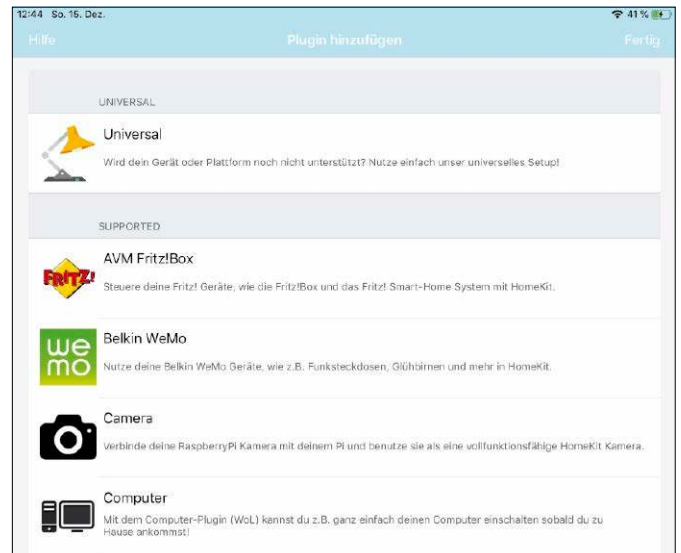 12:44 So. 15. Dez.
41 %
Hilfe
Plugin hinzufügen
Fertig
UNIVERSAL
Universal
Wird dein Gerät oder Plattform noch nicht unterstützt? Nutze einfach unser universelles Setup!
SUPPORTED
AVM Fritz!Box
FRITZ!
Steuere deine Fritz! Geräte, wie die Fritz!Box und das Fritz! Smart-Home System mit HomeKit.
Belkin WeMo
we
mo
Nutze deine Belkin WeMo Geräte, wie z.B. Funksteckdosen, Glühbirnen und mehr in HomeKit.
Camera
Verbinde deine RaspberryPi Kamera mit deinem Pi und benutze sie als eine vollfunktionsfähige HomeKit Kamera.
Computer
Mit dem Computer-Plugin (WoL) kannst du z.B. ganz einfach deinen Computer einschalten sobald du zu
Hause ankommst!